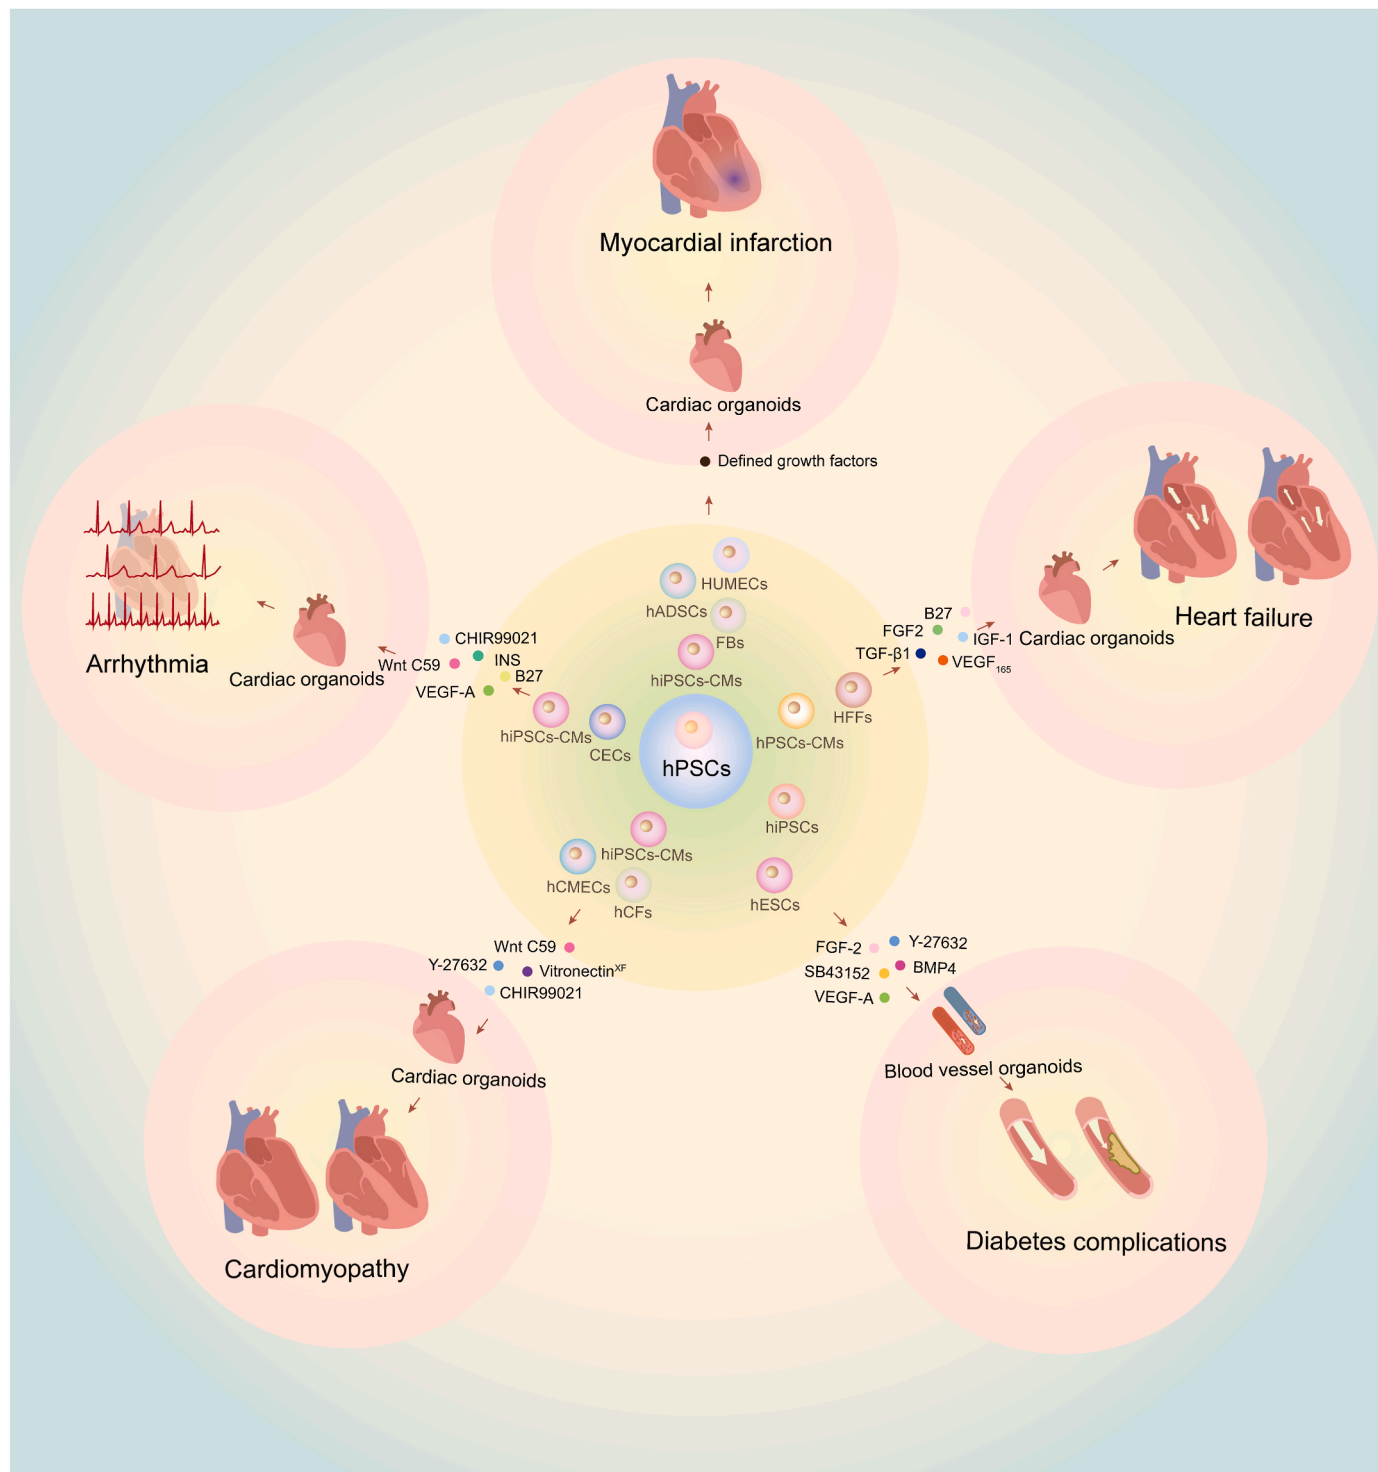 Myocardial infarction
Cardiac organoids
Defined growth factors
HUMECs
hADSCs
FBs
hiPSCs-CMs
hPSCs
B27
FGF2
IGF-1
TGF-β1
VEGF165
HFFs
hPSCs-CMs
Cardiac organoids
Heart failure
CHIR99021
INS
Wnt C59
B27
VEGF-A
hiPSCs-CMs
CECs
Cardiac organoids
Arrhythmia
hiPSCs
hESCs
FGF-2
Y-27632
SB43152
BMP4
VEGF-A
Blood vessel organoids
Diabetes complications
hiPSCs-CMs
hCMECs
hCFs
Wnt C59
Y-27632
VitronectinXF
CHIR99021
Cardiac organoids
Cardiomyopathy